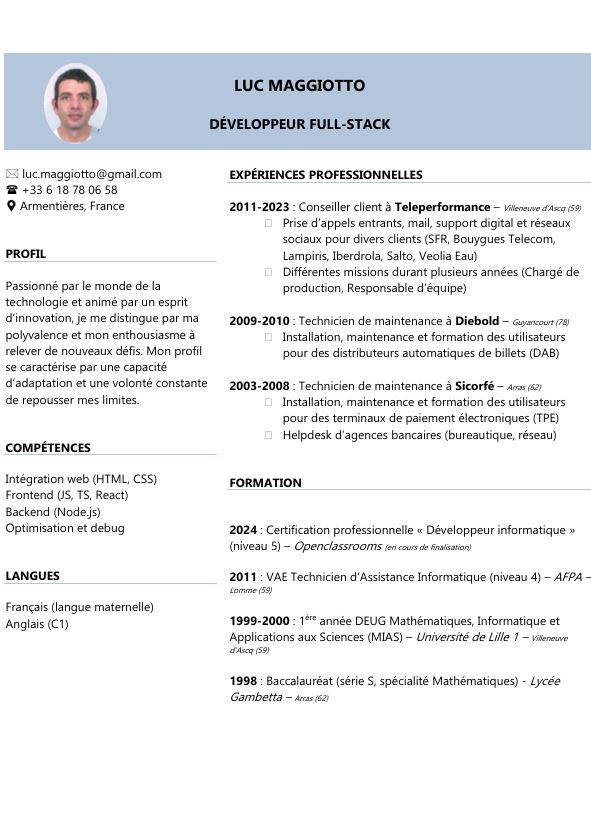 LUC MAGGIOTTO
DÉVELOPPEUR FULL-STACK
luc.maggiotto@gmail.com
+33 6 18 78 06 58
Armentières, France
PROFIL
Passionné par le monde de la
technologie et animé par un esprit
d’innovation, je me distingue par ma
polyvalence et mon enthousiasme à
relever de nouveaux défis. Mon profil
se caractérise par une capacité
d’adaptation et une volonté constante
de repousser mes limites.
COMPÉTENCES
Intégration web (HTML, CSS)
Frontend (JS, TS, React)
Backend (Node.js)
Optimisation et debug
LANGUES
Français (langue maternelle)
Anglais (C1)
EXPÉRIENCES PROFESSIONNELLES
2011-2023 : Conseiller client à Teleperformance – Villeneuve d’Ascq (59)
Prise d’appels entrants, mail, support digital et réseaux
sociaux pour divers clients (SFR, Bouygues Telecom,
Lampiris, Iberdrola, Salto, Veolia Eau)
Différentes missions durant plusieurs années (Chargé de
production, Responsable d’équipe)
2009-2010 : Technicien de maintenance à Diebold – Guyancourt (78)
Installation, maintenance et formation des utilisateurs
pour des distributeurs automatiques de billets (DAB)
2003-2008 : Technicien de maintenance à Sicorfé – Arras (62)
Installation, maintenance et formation des utilisateurs
pour des terminaux de paiement électroniques (TPE)
Helpdesk d’agences bancaires (bureautique, réseau)
FORMATION
2024 : Certification professionnelle « Développeur informatique »
(niveau 5) – Openclassrooms (en cours de finalisation)
2011 : VAE Technicien d’Assistance Informatique (niveau 4) – AFPA –
Lomme (59)
1999-2000 : 1ère année DEUG Mathématiques, Informatique et
Applications aux Sciences (MIAS) – Université de Lille 1 – Villeneuve
d’Ascq (59)
1998 : Baccalauréat (série S, spécialité Mathématiques) - Lycée
Gambetta – Arras (62)